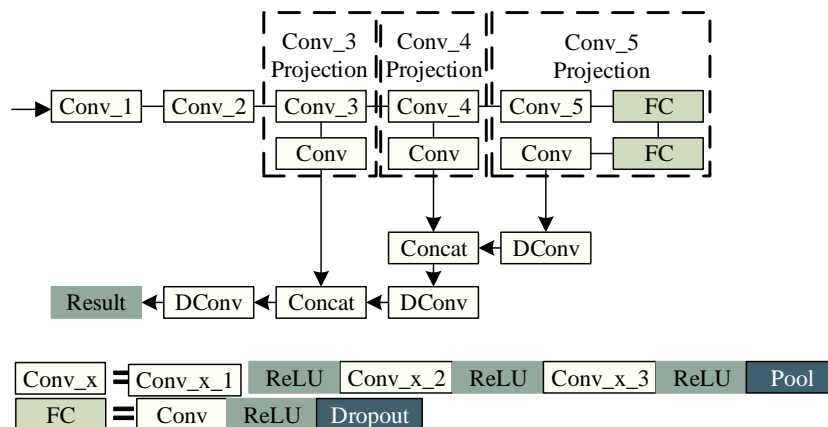 Conv_3 Conv_4 Conv_5
Projection Projection Projection
Conv_1 Conv_2 Conv_3 Conv_4 Conv_5 FC
Conv Conv Conv FC
Concat DConv
Result DConv Concat DConv
Conv_x = Conv_x_1 ReLU Conv_x_2 ReLU Conv_x_3 ReLU Pool
FC = Conv ReLU Dropout